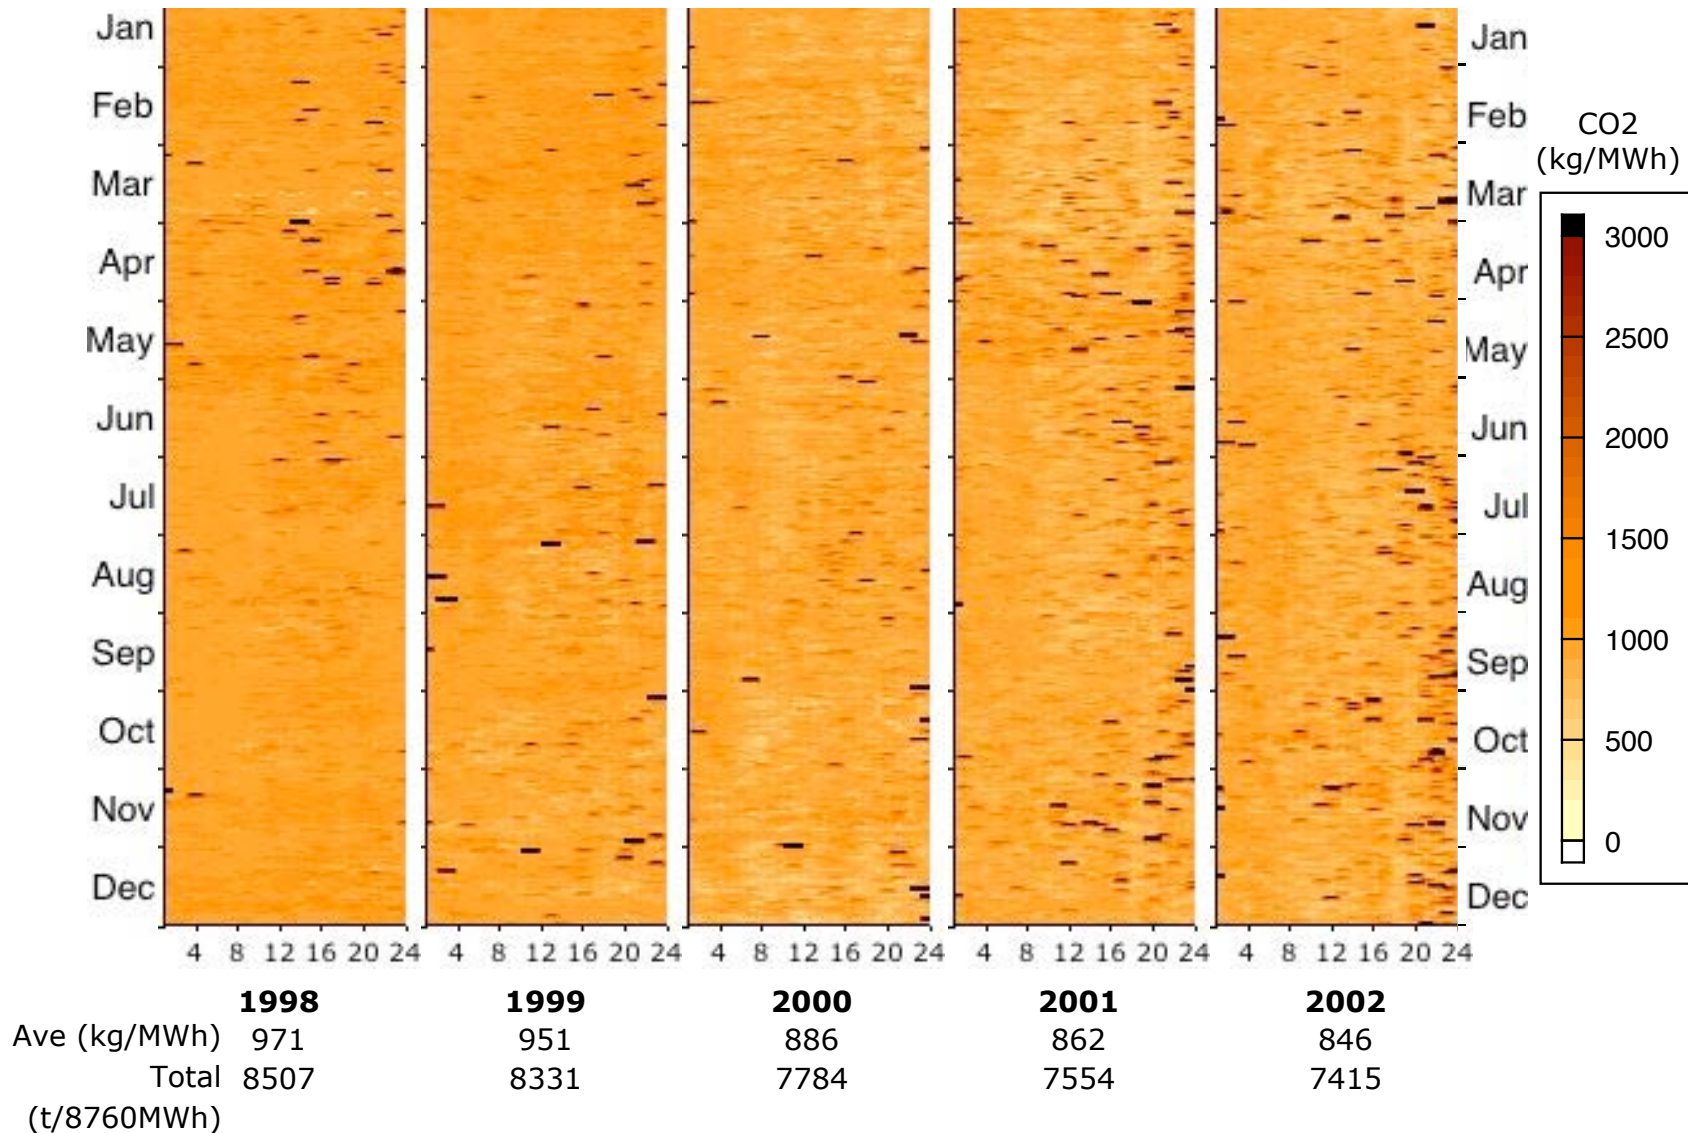 Jan
Feb
Mar
Apr
May
Jun
Jul
Aug
Sep
Oct
Nov
Dec
Jan
Feb
Mar
Apr
May
Jun
Jul
Aug
Sep
Oct
Nov
Dec
CO2
(kg/MWh)
3000
2500
2000
1500
1000
500
0
4 8 12 16 20 24 4 8 12 16 20 24 4 8 12 16 20 24 4 8 12 16 20 24 4 8 12 16 20 24
1998 1999 2000 2001 2002
Ave (kg/MWh) 971 951 886 862 846
Total 8507 8331 7784 7554 7415
(t/8760MWh)